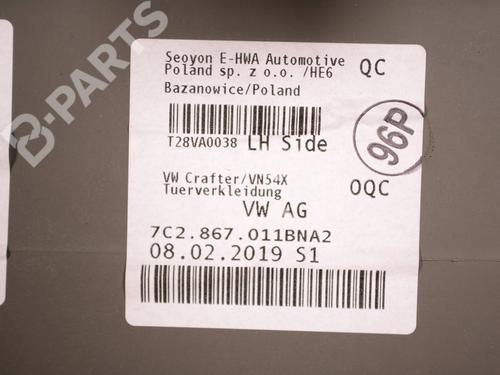 B-PARTS
Seoyon E-HWA Automotive
Poland sp. z o.o. /HE6 QC
Bazanowice/Poland
96P
T28VA0038 LH Side
VW Crafter/VN54X
Tuerverkleidung OQC
VW AG
7C2.867.011BNA2
08.02.2019 S1